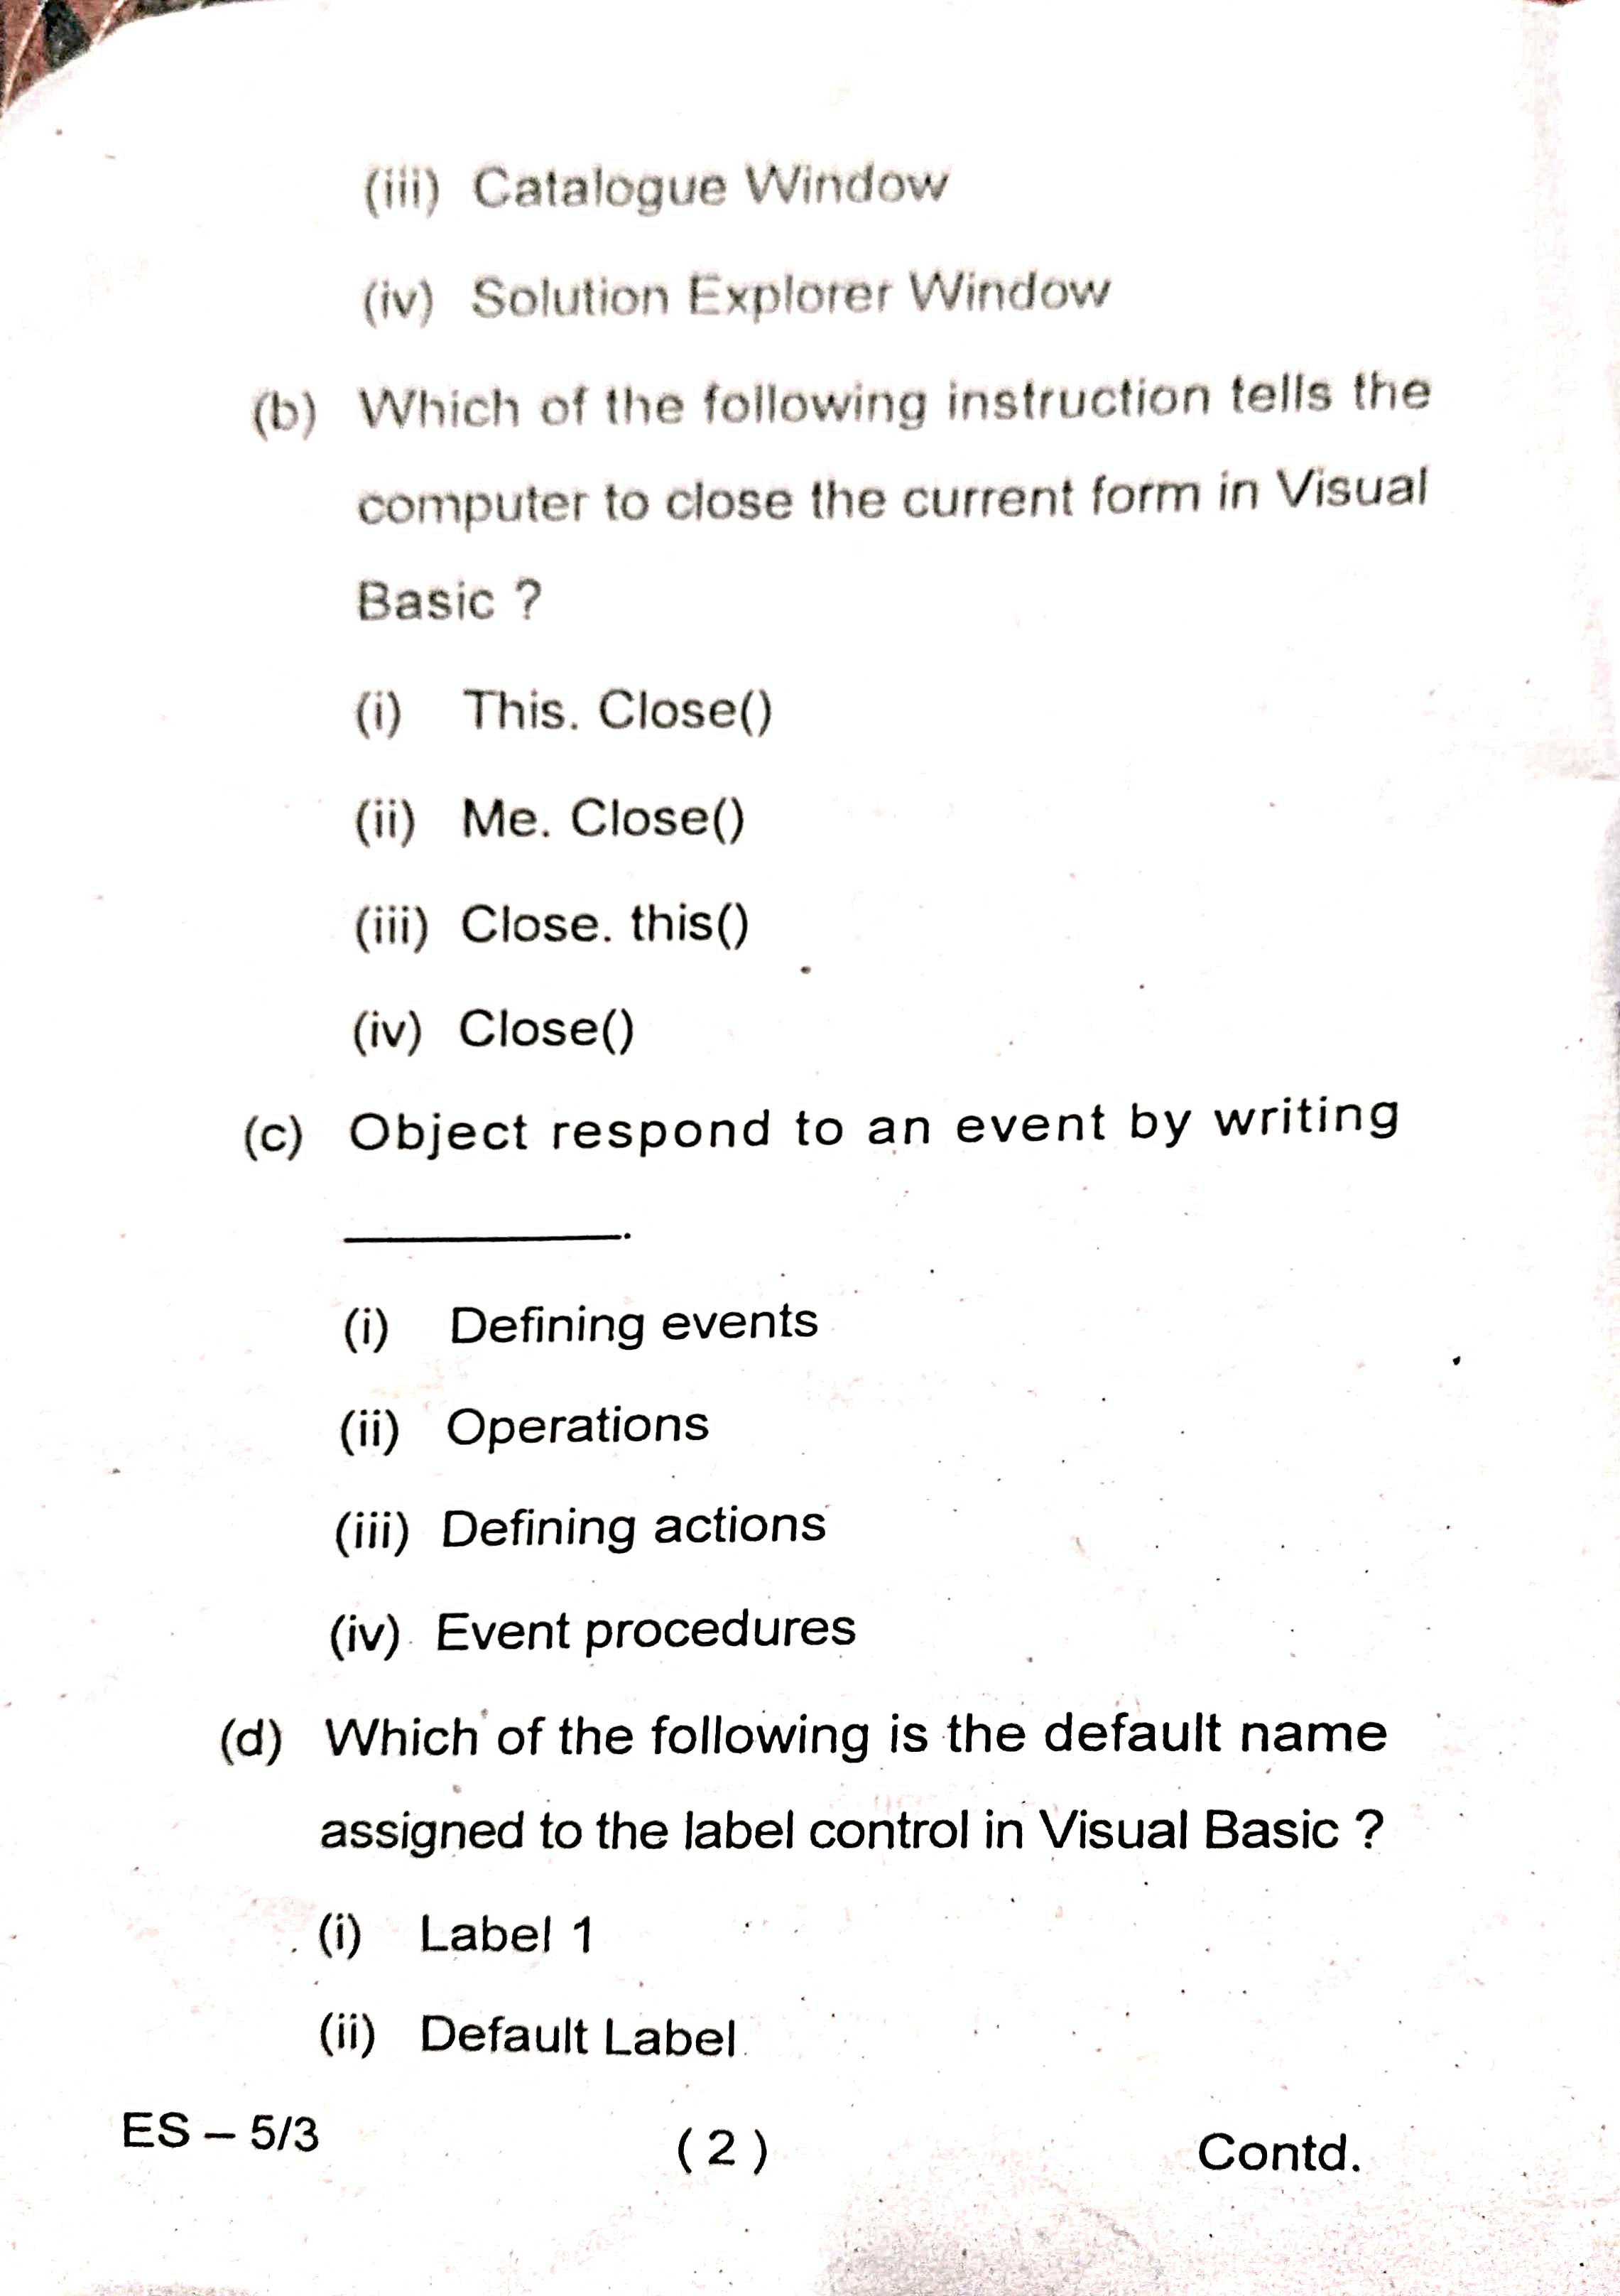 (iii) Catalogue Window
(iv) Solution Explorer Window
(b) Which of the following instruction tells the
computer to close the current form in Visual
Basic ?
(i) This. Close()
(ii) Me. Close()
(iii) Close. this()
(iv) Close()
(c) Object respond to an event by writing
___________.
(i) Defining events
(ii) Operations
(iii) Defining actions
(iv) Event procedures
(d) Which of the following is the default name
assigned to the label control in Visual Basic ?
(i) Label 1
(ii) Default Label
ES – 5/3 ( 2 ) Contd.